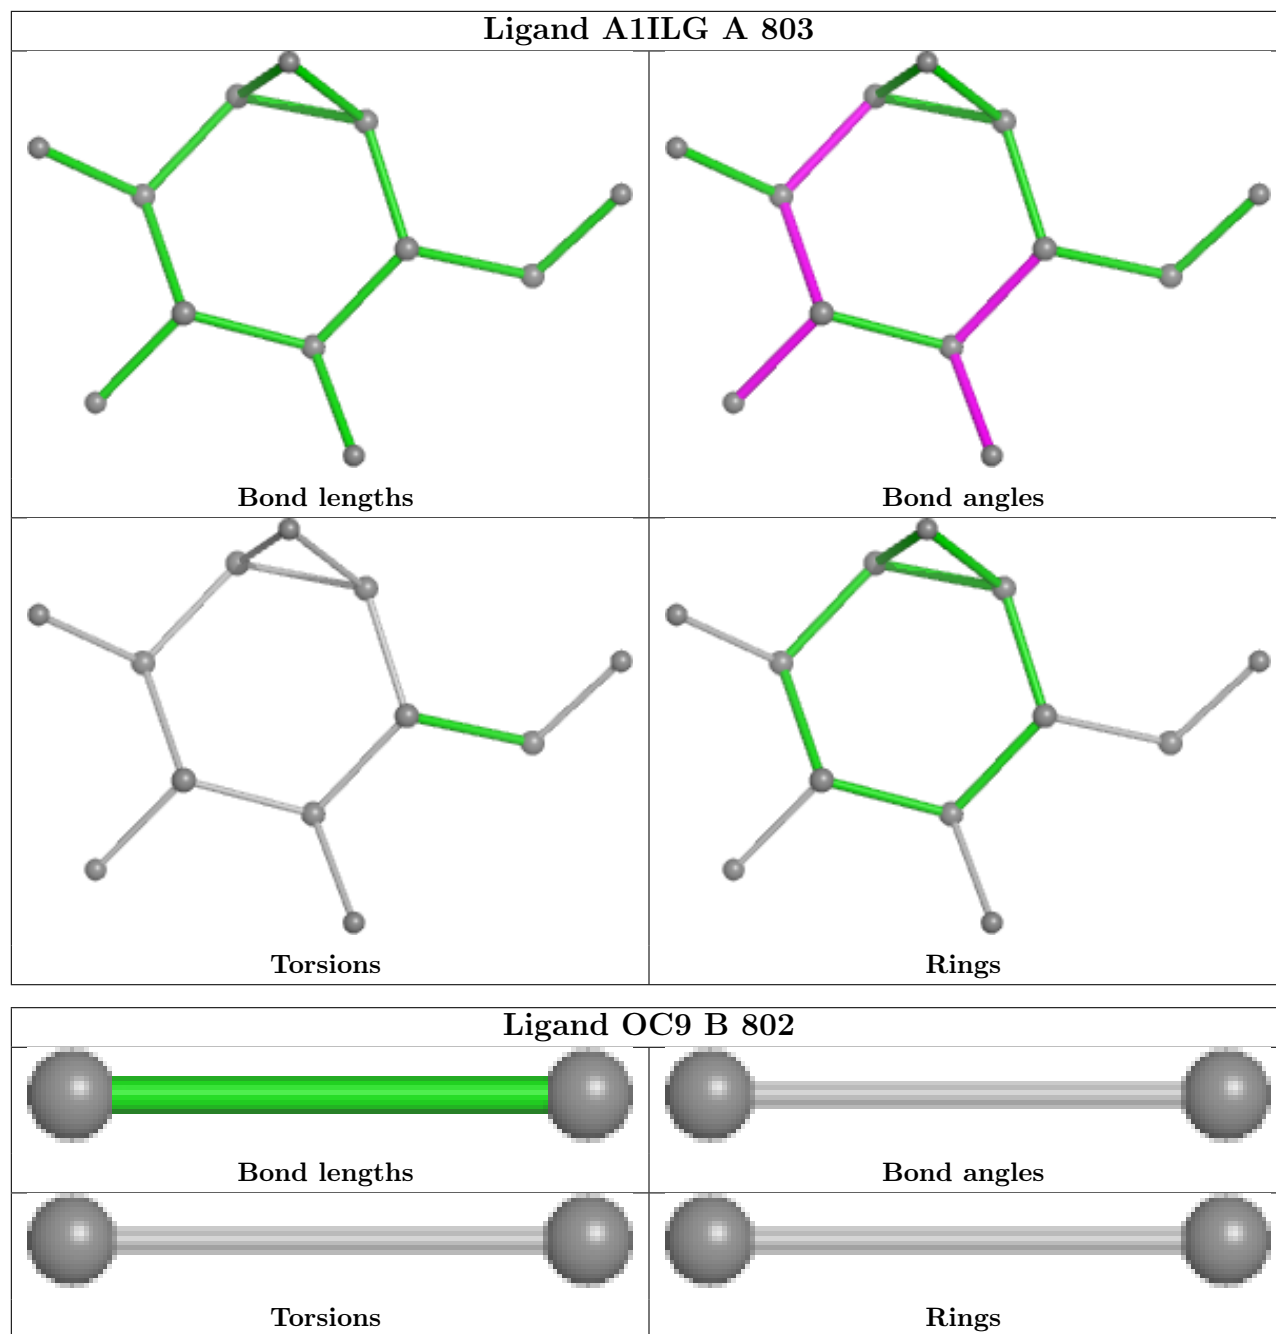 Ligand A1ILG A 803
Bond lengths
Bond angles
Torsions
Rings
Ligand OC9 B 802
Bond lengths
Bond angles
Torsions
Rings